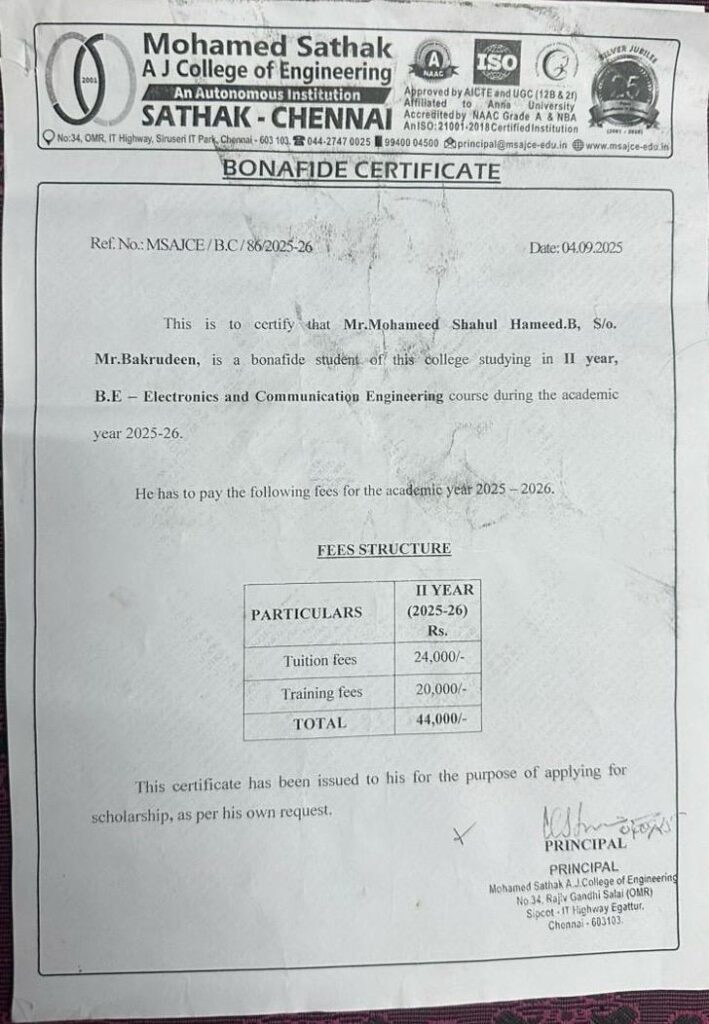 2001
Mohamed Sathak
A J College of Engineering
An Autonomous Institution
SATHAK - CHENNAI
A
NAAC
ISO
SILVER JUBILEE
25
Approved by AICTE and UGC (12B & 2f)
Affiliated to Anna University
Accredited by NAAC Grade A & NBA
An ISO: 21001-2018 Certified Institution
No:34, OMR, IT Highway, Siruseri IT Park, Chennai - 603 103. 044-2747 0025 99400 04500 principal@msajce-edu.in www.msajce-edu.in
BONAFIDE CERTIFICATE
Ref. No.: MSAJCE / B.C / 86/2025-26 Date: 04.09.2025
This is to certify that Mr.Mohameed Shahul Hameed.B, S/o.
Mr.Bakrudeen, is a bonafide student of this college studying in II year,
B.E – Electronics and Communication Engineering course during the academic
year 2025-26.
He has to pay the following fees for the academic year 2025 – 2026.
FEES STRUCTURE
PARTICULARS II YEAR
(2025-26)
Rs.
Tuition fees 24,000/-
Training fees 20,000/-
TOTAL 44,000/-
This certificate has been issued to his for the purpose of applying for
scholarship, as per his own request.
PRINCIPAL
PRINCIPAL
Mohamed Sathak A.J.College of Engineering
No.34, Rajiv Gandhi Salai (OMR)
Sipcot - IT Highway Egattur.
Chennai - 603103.